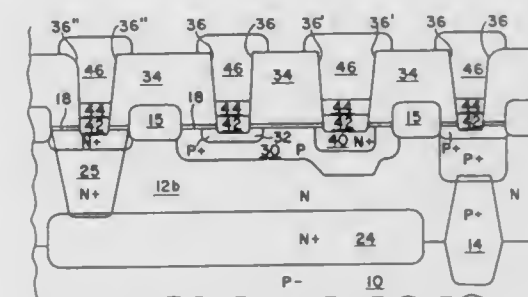 36" 36" 36 36 36' 36' 36 36
46 34 46 34 46 34 46
18 44 15 18 44 44 15 44
42 42 42 42
N+ P+ 32 40 N+ P+
25 30 P P+
N+ 12b N N
P+
N+ 24 14
P- 10